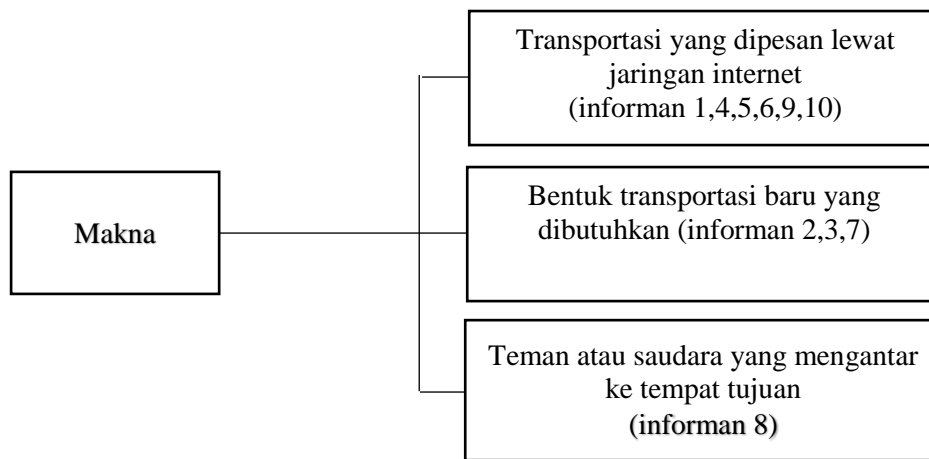 Transportasi yang dipesan lewat
jaringan internet
(informan 1,4,5,6,9,10)
Makna
Bentuk transportasi baru yang
dibutuhkan (informan 2,3,7)
Teman atau saudara yang mengantar
ke tempat tujuan
(informan 8)